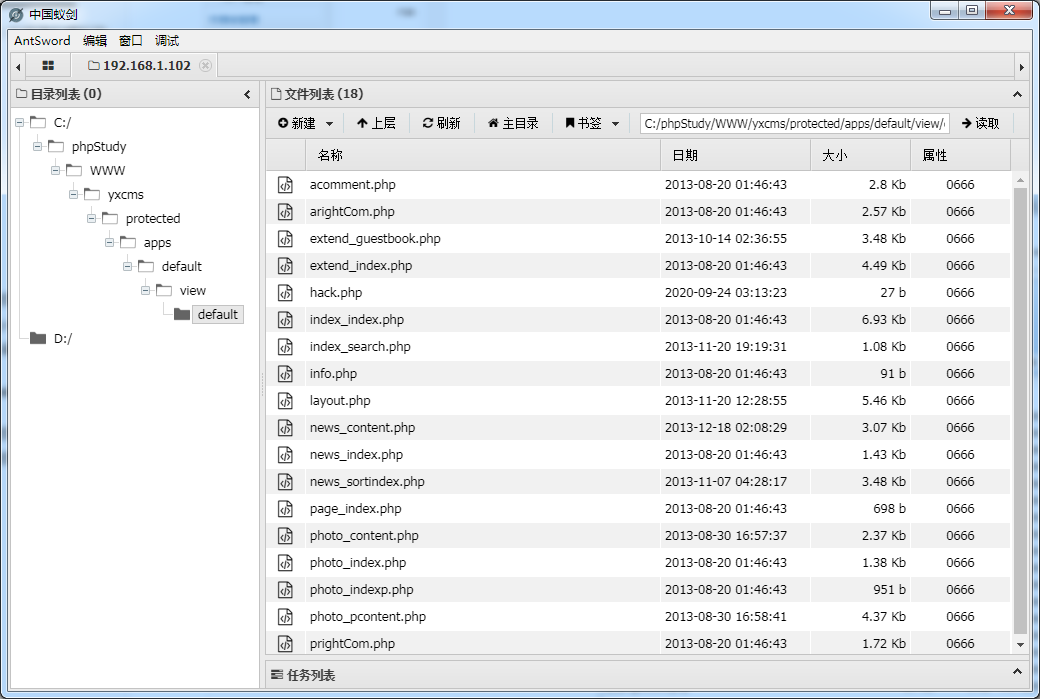 中国蚁剑
AntSword 编辑 窗口 调试
192.168.1.102
目录列表 (0)
C:/
phpStudy
WWW
yxcms
protected
apps
default
view
default
D:/
文件列表 (18)
新建 上层 刷新 主目录 书签 C:/phpStudy/WWW/yxcms/protected/apps/default/view/ 读取
名称 日期 大小 属性
acomment.php 2013-08-20 01:46:43 2.8 Kb 0666
arightCom.php 2013-08-20 01:46:43 2.57 Kb 0666
extend_guestbook.php 2013-10-14 02:36:55 3.48 Kb 0666
extend_index.php 2013-08-20 01:46:43 4.49 Kb 0666
hack.php 2020-09-24 03:13:23 27 b 0666
index_index.php 2013-08-20 01:46:43 6.93 Kb 0666
index_search.php 2013-11-20 19:19:31 1.08 Kb 0666
info.php 2013-08-20 01:46:43 91 b 0666
layout.php 2013-11-20 12:28:55 5.46 Kb 0666
news_content.php 2013-12-18 02:08:29 3.07 Kb 0666
news_index.php 2013-08-20 01:46:43 1.43 Kb 0666
news_sortindex.php 2013-11-07 04:28:17 3.48 Kb 0666
page_index.php 2013-08-20 01:46:43 698 b 0666
photo_content.php 2013-08-30 16:57:37 2.37 Kb 0666
photo_index.php 2013-08-20 01:46:43 1.38 Kb 0666
photo_indexp.php 2013-08-20 01:46:43 951 b 0666
photo_pcontent.php 2013-08-30 16:58:41 4.37 Kb 0666
prightCom.php 2013-08-20 01:46:43 1.72 Kb 0666
任务列表